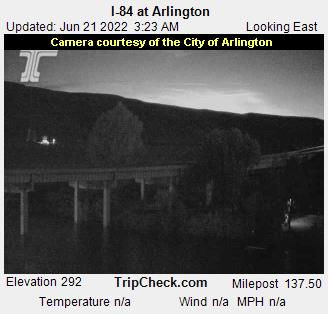 I-84 at Arlington
Updated: Jun 21 2022 3:23 AM Looking East
Camera courtesy of the City of Arlington
Elevation 292 TripCheck.com Milepost 137.50
Temperature n/a Wind n/a MPH n/a